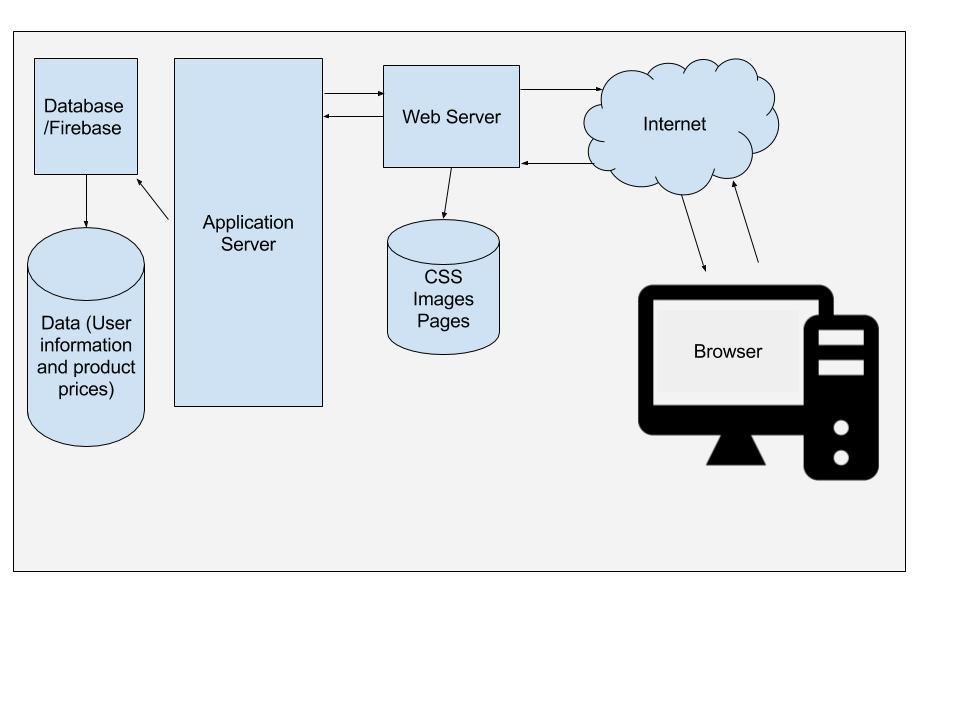 Database
/Firebase
Application
Server
Web Server
Internet
Data (User
information
and product
prices)
CSS
Images
Pages
Browser